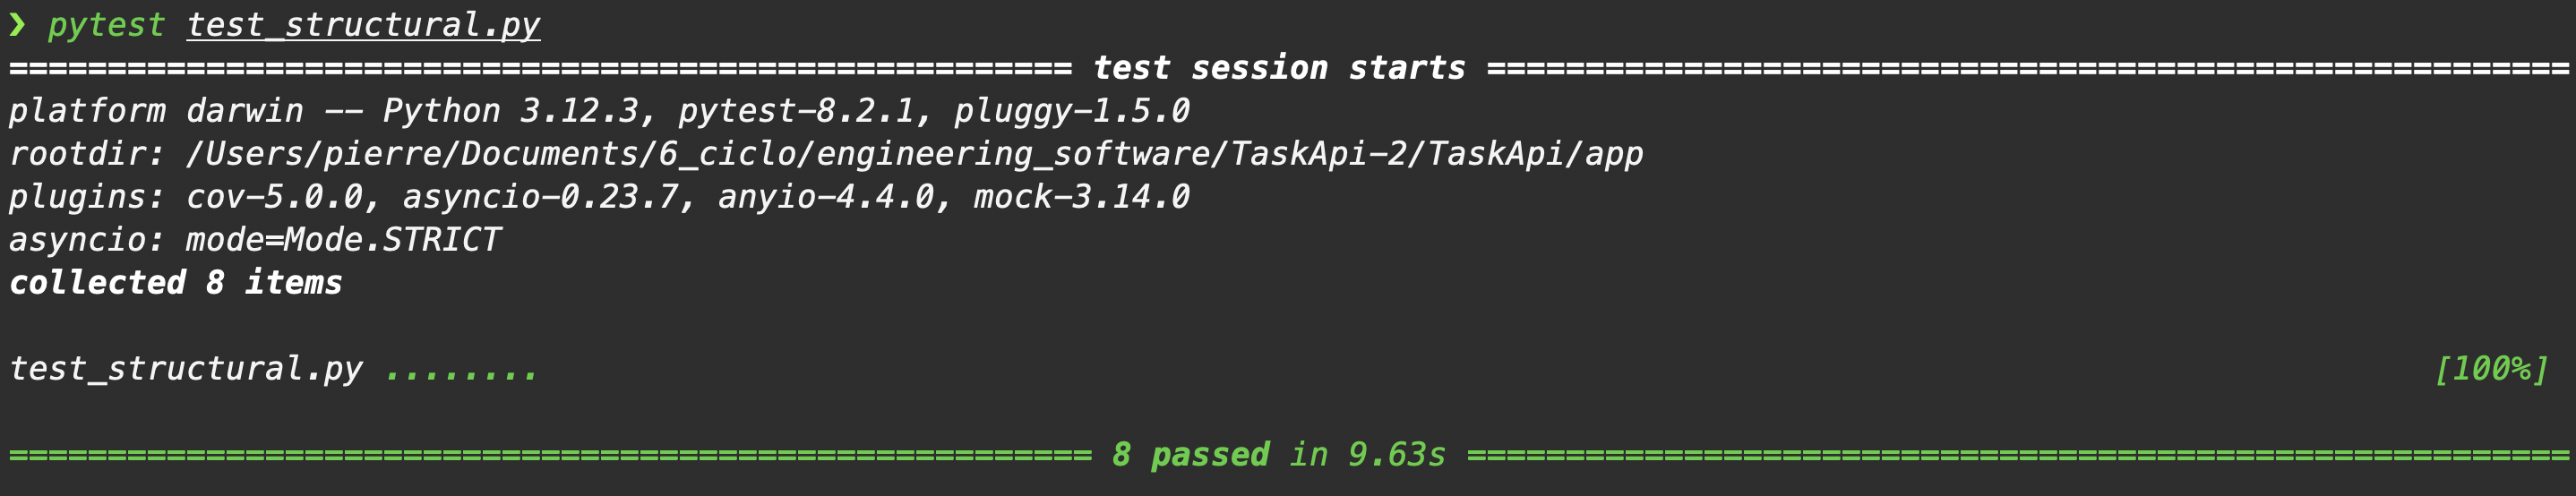 ❯ pytest test_structural.py
====================================================== test session starts =======================================================
platform darwin -- Python 3.12.3, pytest-8.2.1, pluggy-1.5.0
rootdir: /Users/pierre/Documents/6_ciclo/engineering_software/TaskApi-2/TaskApi/app
plugins: cov-5.0.0, asyncio-0.23.7, anyio-4.4.0, mock-3.14.0
asyncio: mode=Mode.STRICT
collected 8 items
test_structural.py ........ [100%]
======================================================= 8 passed in 9.63s ========================================================